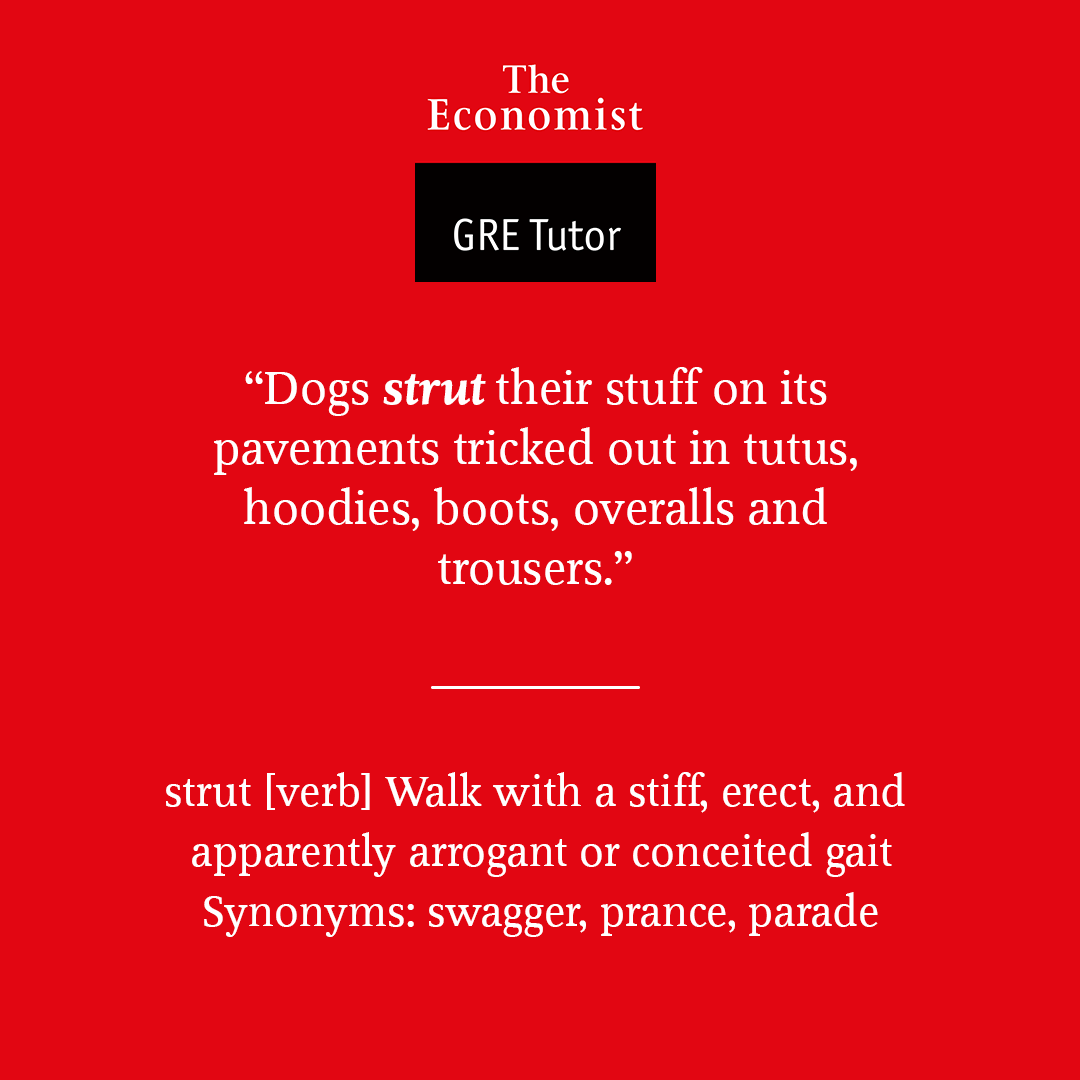 The
Economist
GRE Tutor
“Dogs strut their stuff on its
pavements tricked out in tutus,
hoodies, boots, overalls and
trousers.”
strut [verb] Walk with a stiff, erect, and
apparently arrogant or conceited gait
Synonyms: swagger, prance, parade